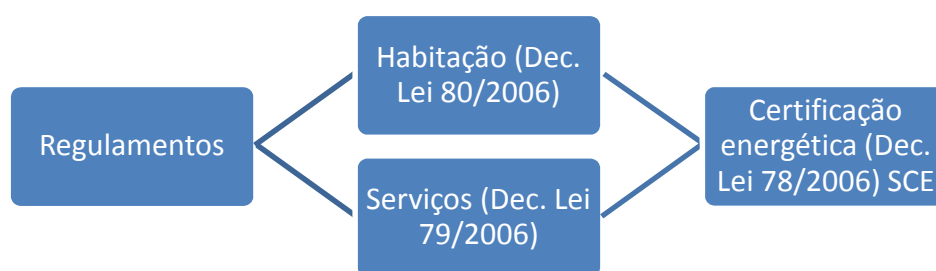 Regulamentos
Habitação (Dec.
Lei 80/2006)
Serviços (Dec. Lei
79/2006)
Certificação
energética (Dec.
Lei 78/2006) SCE